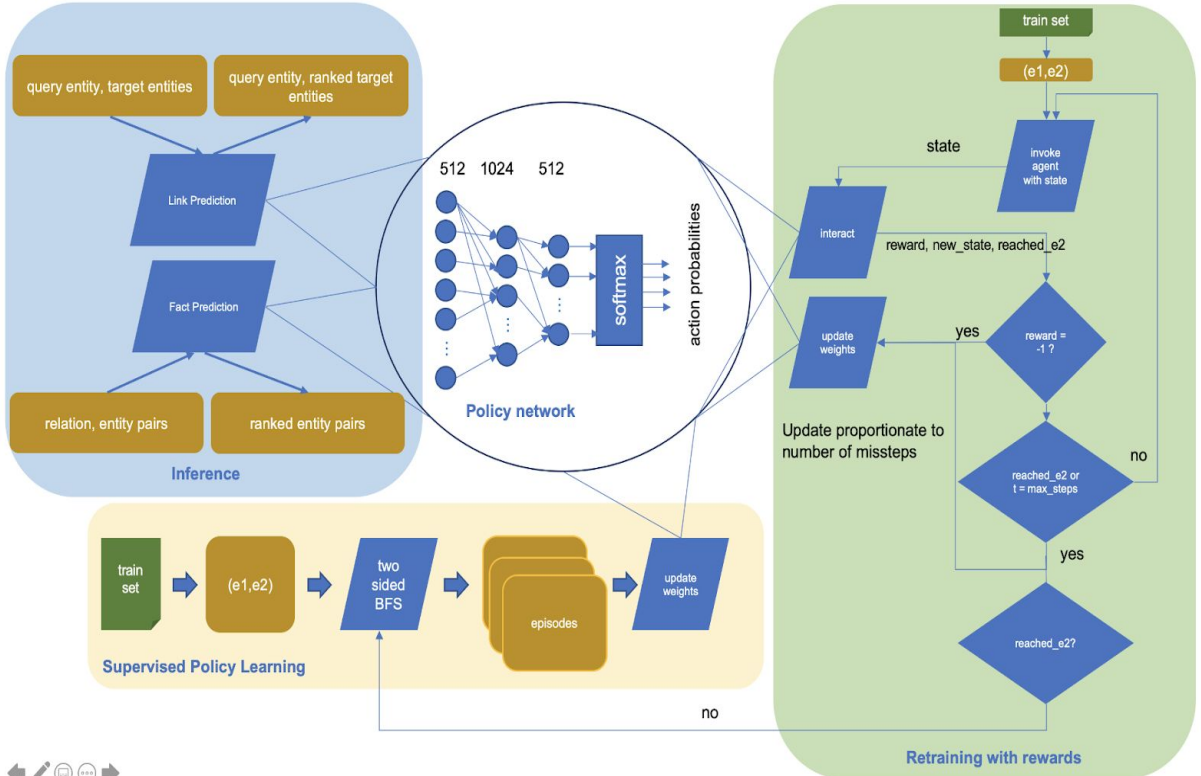 query entity, target entities
query entity, ranked target
entities
Link Prediction
Fact Prediction
relation, entity pairs
ranked entity pairs
Inference
512 1024 512
softmax
action probabilities
Policy network
train set
(e1,e2)
invoke
agent
with state
state
interact
reward, new_state, reached_e2
update
weights
yes
reward =
-1 ?
Update proportionate to
number of missteps
no
reached_e2 or
t = max_steps
yes
reached_e2?
no
Retraining with rewards
train
set
(e1,e2)
two
sided
BFS
episodes
update
weights
Supervised Policy Learning